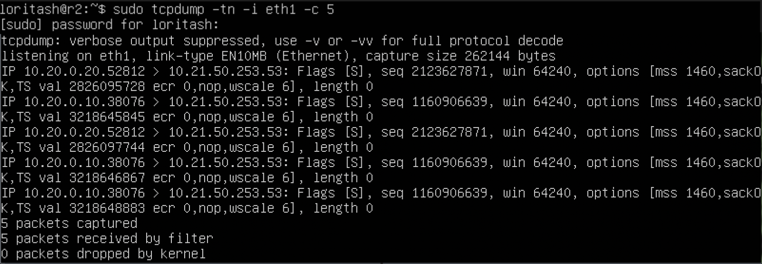 loritash@r2:~$ sudo tcpdump -tn -i eth1 -c 5
[sudo] password for loritash:
tcpdump: verbose output suppressed, use -v or -vv for full protocol decode
listening on eth1, link-type EN10MB (Ethernet), capture size 262144 bytes
IP 10.20.0.20.52812 > 10.21.50.253.53: Flags [S], seq 2123627871, win 64240, options [mss 1460,sackO
K,TS val 2826095728 ecr 0,nop,wscale 6], length 0
IP 10.20.0.10.38076 > 10.21.50.253.53: Flags [S], seq 1160906639, win 64240, options [mss 1460,sackO
K,TS val 3218645845 ecr 0,nop,wscale 6], length 0
IP 10.20.0.20.52812 > 10.21.50.253.53: Flags [S], seq 2123627871, win 64240, options [mss 1460,sackO
K,TS val 2826097744 ecr 0,nop,wscale 6], length 0
IP 10.20.0.10.38076 > 10.21.50.253.53: Flags [S], seq 1160906639, win 64240, options [mss 1460,sackO
K,TS val 3218646867 ecr 0,nop,wscale 6], length 0
IP 10.20.0.10.38076 > 10.21.50.253.53: Flags [S], seq 1160906639, win 64240, options [mss 1460,sackO
K,TS val 3218648883 ecr 0,nop,wscale 6], length 0
5 packets captured
5 packets received by filter
0 packets dropped by kernel